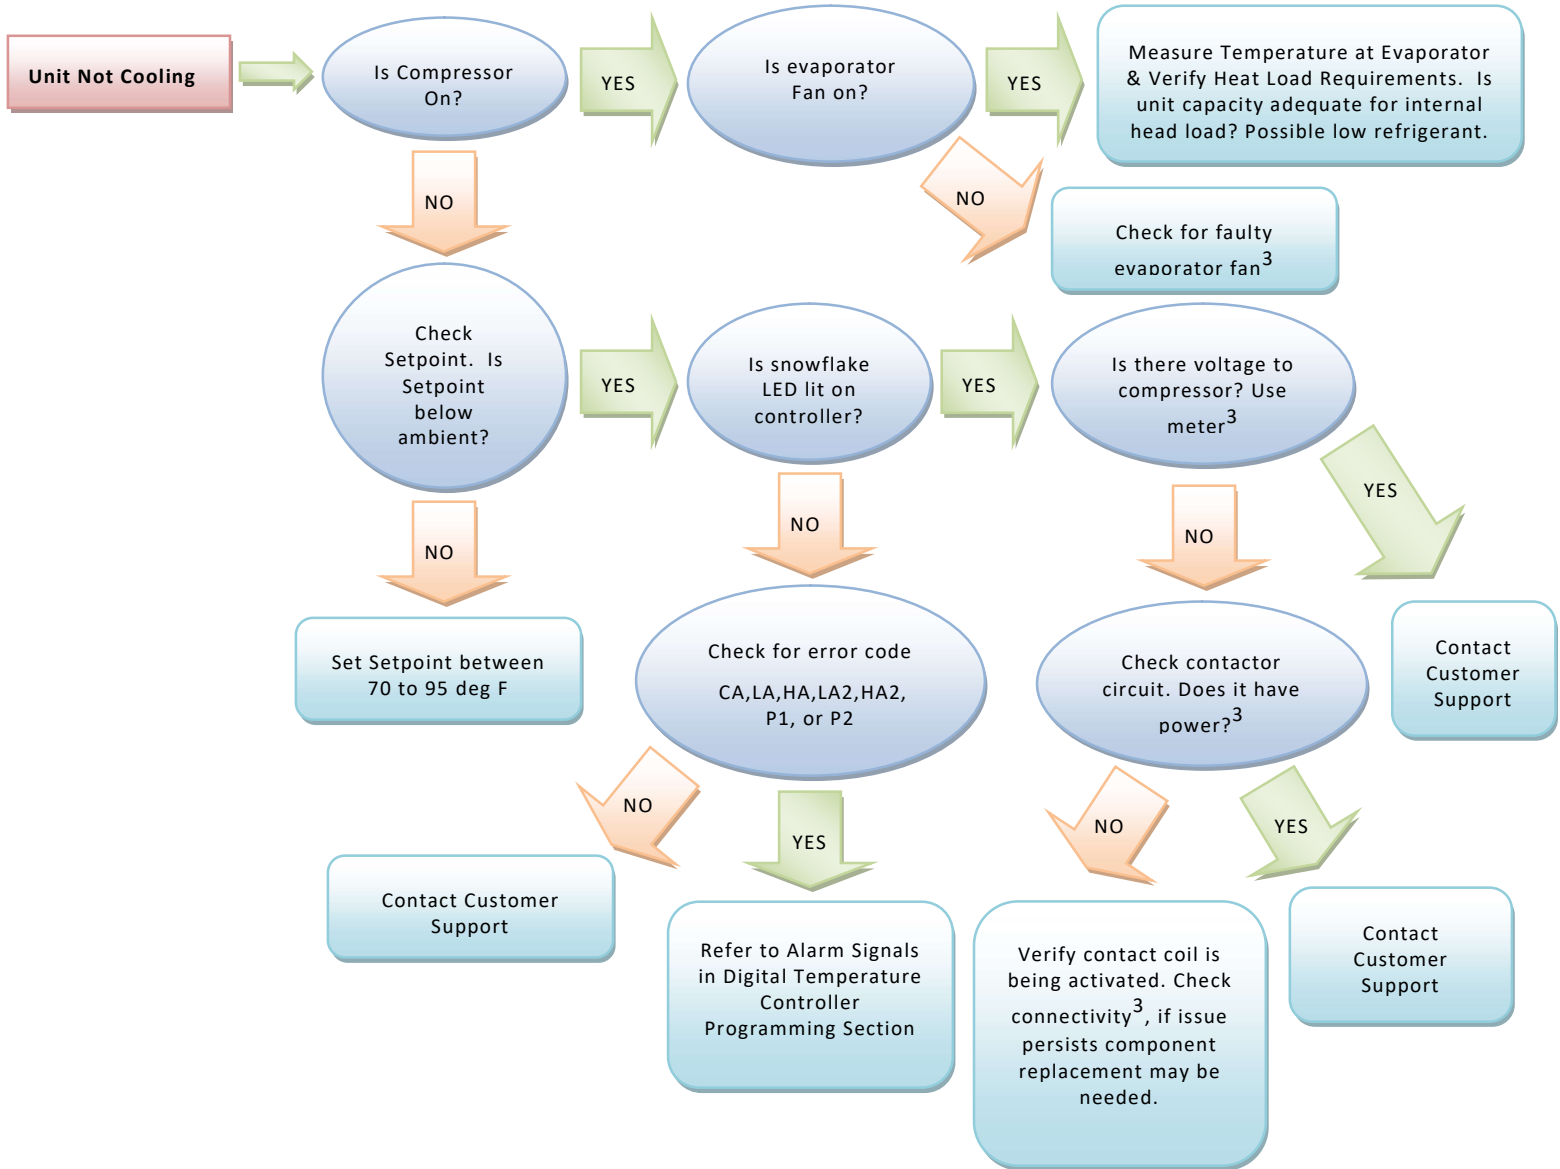 Unit Not Cooling
Is Compressor
On?
YES
Is evaporator
Fan on?
YES
Measure Temperature at Evaporator
& Verify Heat Load Requirements.  Is
unit capacity adequate for internal
head load? Possible low refrigerant.
NO
NO
Check for faulty
evaporator fan3
Check
Setpoint.  Is
Setpoint
below
ambient?
YES
Is snowflake
LED lit on
controller?
YES
Is there voltage to
compressor? Use
meter3
NO
NO
NO
YES
Set Setpoint between
70 to 95 deg F
Check for error code
CA,LA,HA,LA2,HA2,
P1, or P2
Check contactor
circuit. Does it have
power?3
Contact
Customer
Support
NO
YES
NO
YES
Contact Customer
Support
Refer to Alarm Signals
in Digital Temperature
Controller
Programming Section
Verify contact coil is
being activated. Check
connectivity3, if issue
persists component
replacement may be
needed.
Contact
Customer
Support